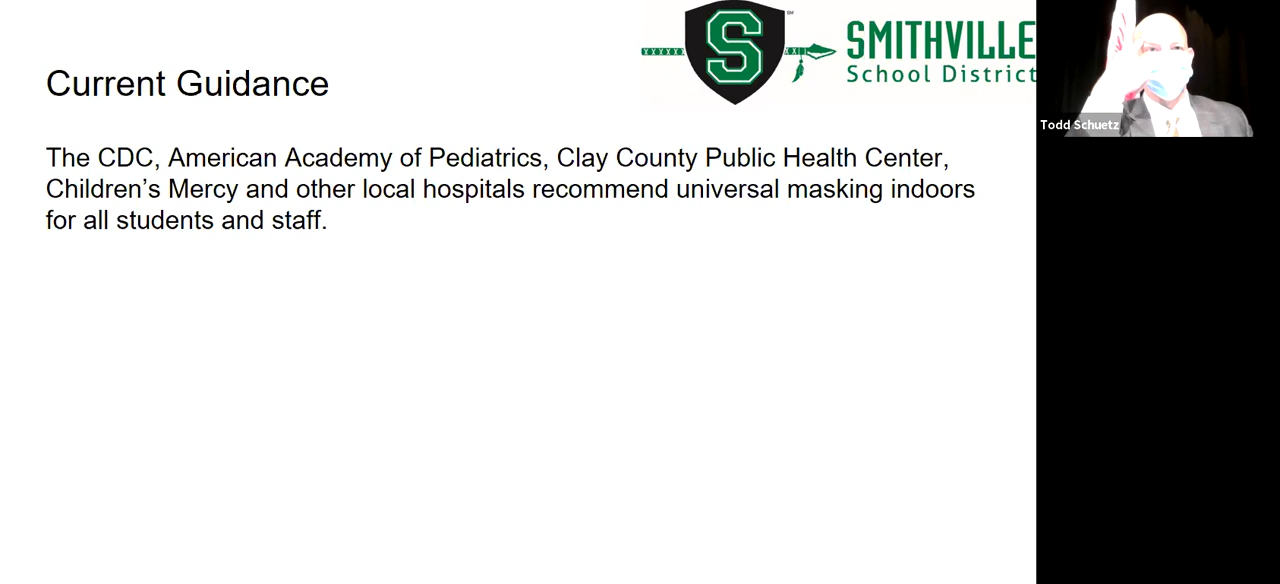 S
SM
SMITHVILLE
School District
Current Guidance
Todd Schuetz
The CDC, American Academy of Pediatrics, Clay County Public Health Center,
Children’s Mercy and other local hospitals recommend universal masking indoors
for all students and staff.